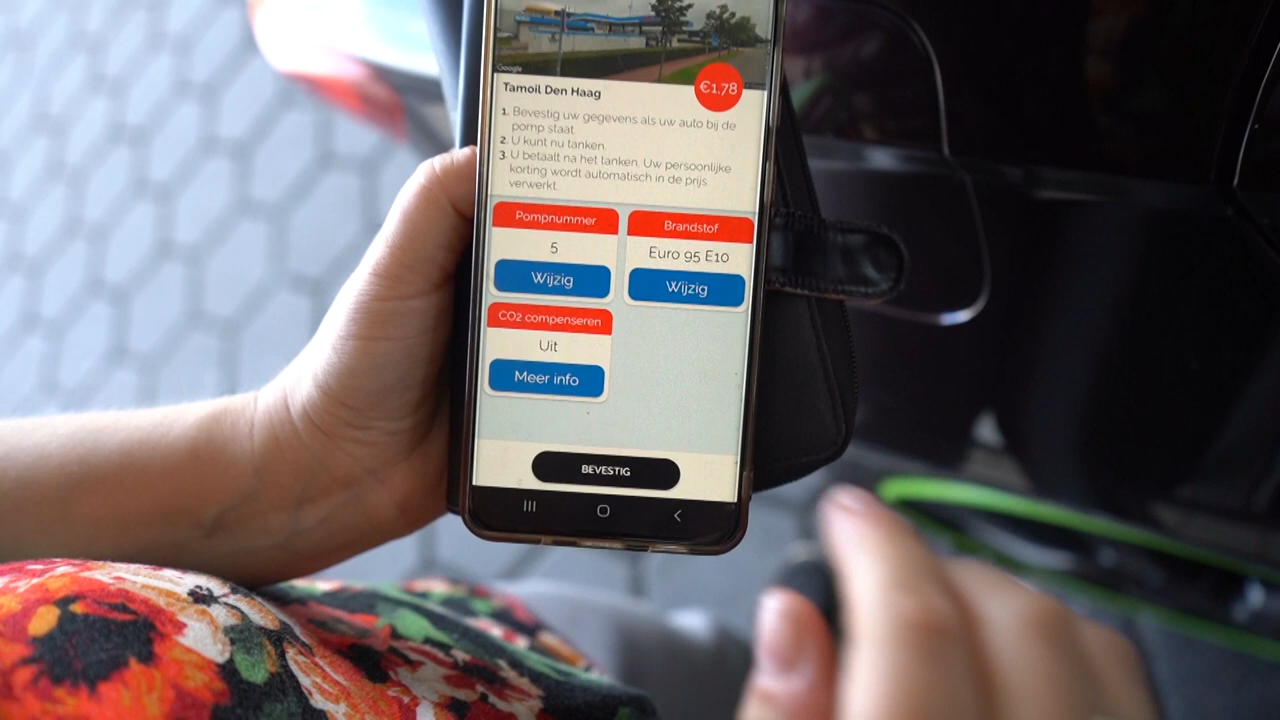 Google
Tamoil Den Haag
€1,78
1. Bevestig uw gegevens als uw auto bij de
pomp staat.
2. U kunt nu tanken.
3. U betaalt na het tanken. Uw persoonlijke
korting wordt automatisch in de prijs
verwerkt.
Pompnummer
Brandstof
5
Euro 95 E10
Wijzig
Wijzig
CO2 compenseren
Uit
Meer info
BEVESTIG